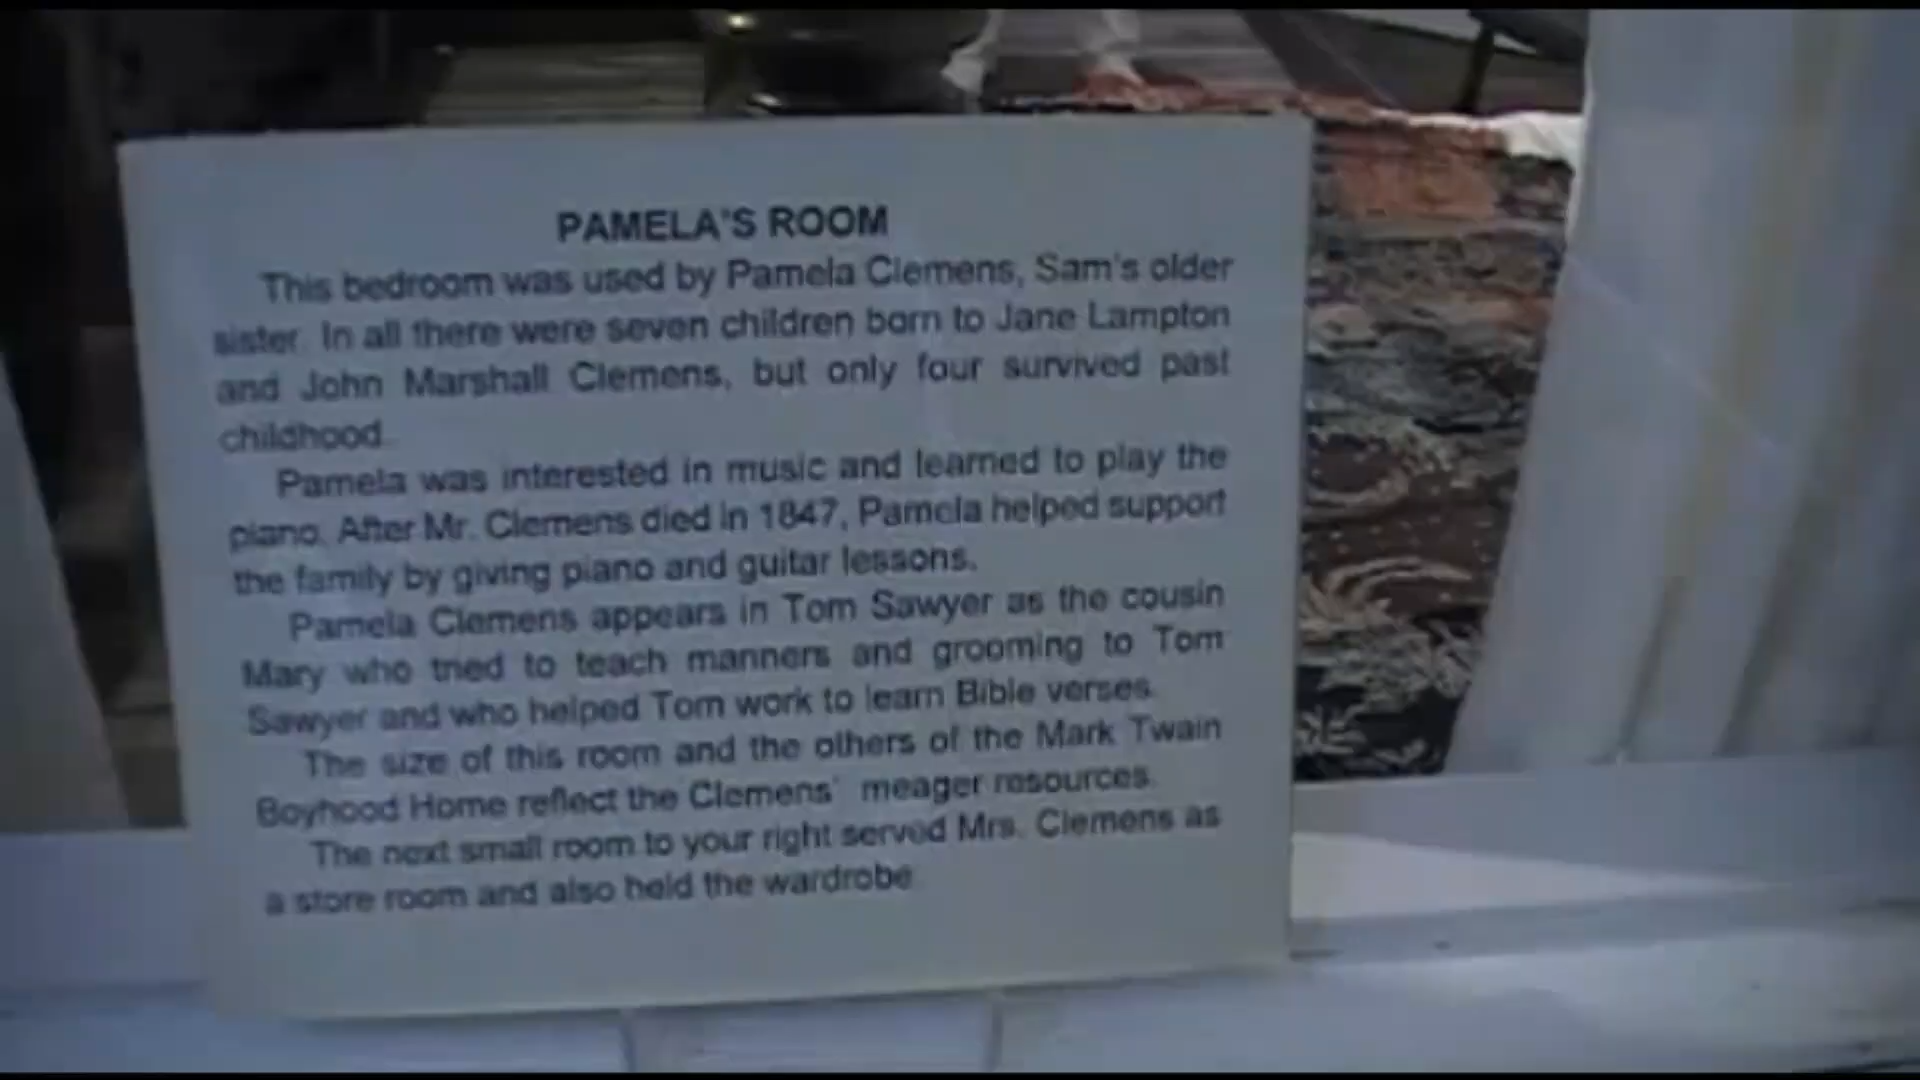 PAMELA'S ROOM
This bedroom was used by Pamela Clemens, Sam's older
sister. In all there were seven children born to Jane Lampton
and John Marshall Clemens, but only four survived past
childhood.
Pamela was interested in music and learned to play the
piano. After Mr. Clemens died in 1847, Pamela helped support
the family by giving piano and guitar lessons.
Pamela Clemens appears in Tom Sawyer as the cousin
Mary who tried to teach manners and grooming to Tom
Sawyer and who helped Tom work to learn Bible verses.
The size of this room and the others of the Mark Twain
Boyhood Home reflect the Clemens' meager resources.
The next small room to your right served Mrs. Clemens as
a store room and also held the wardrobe.